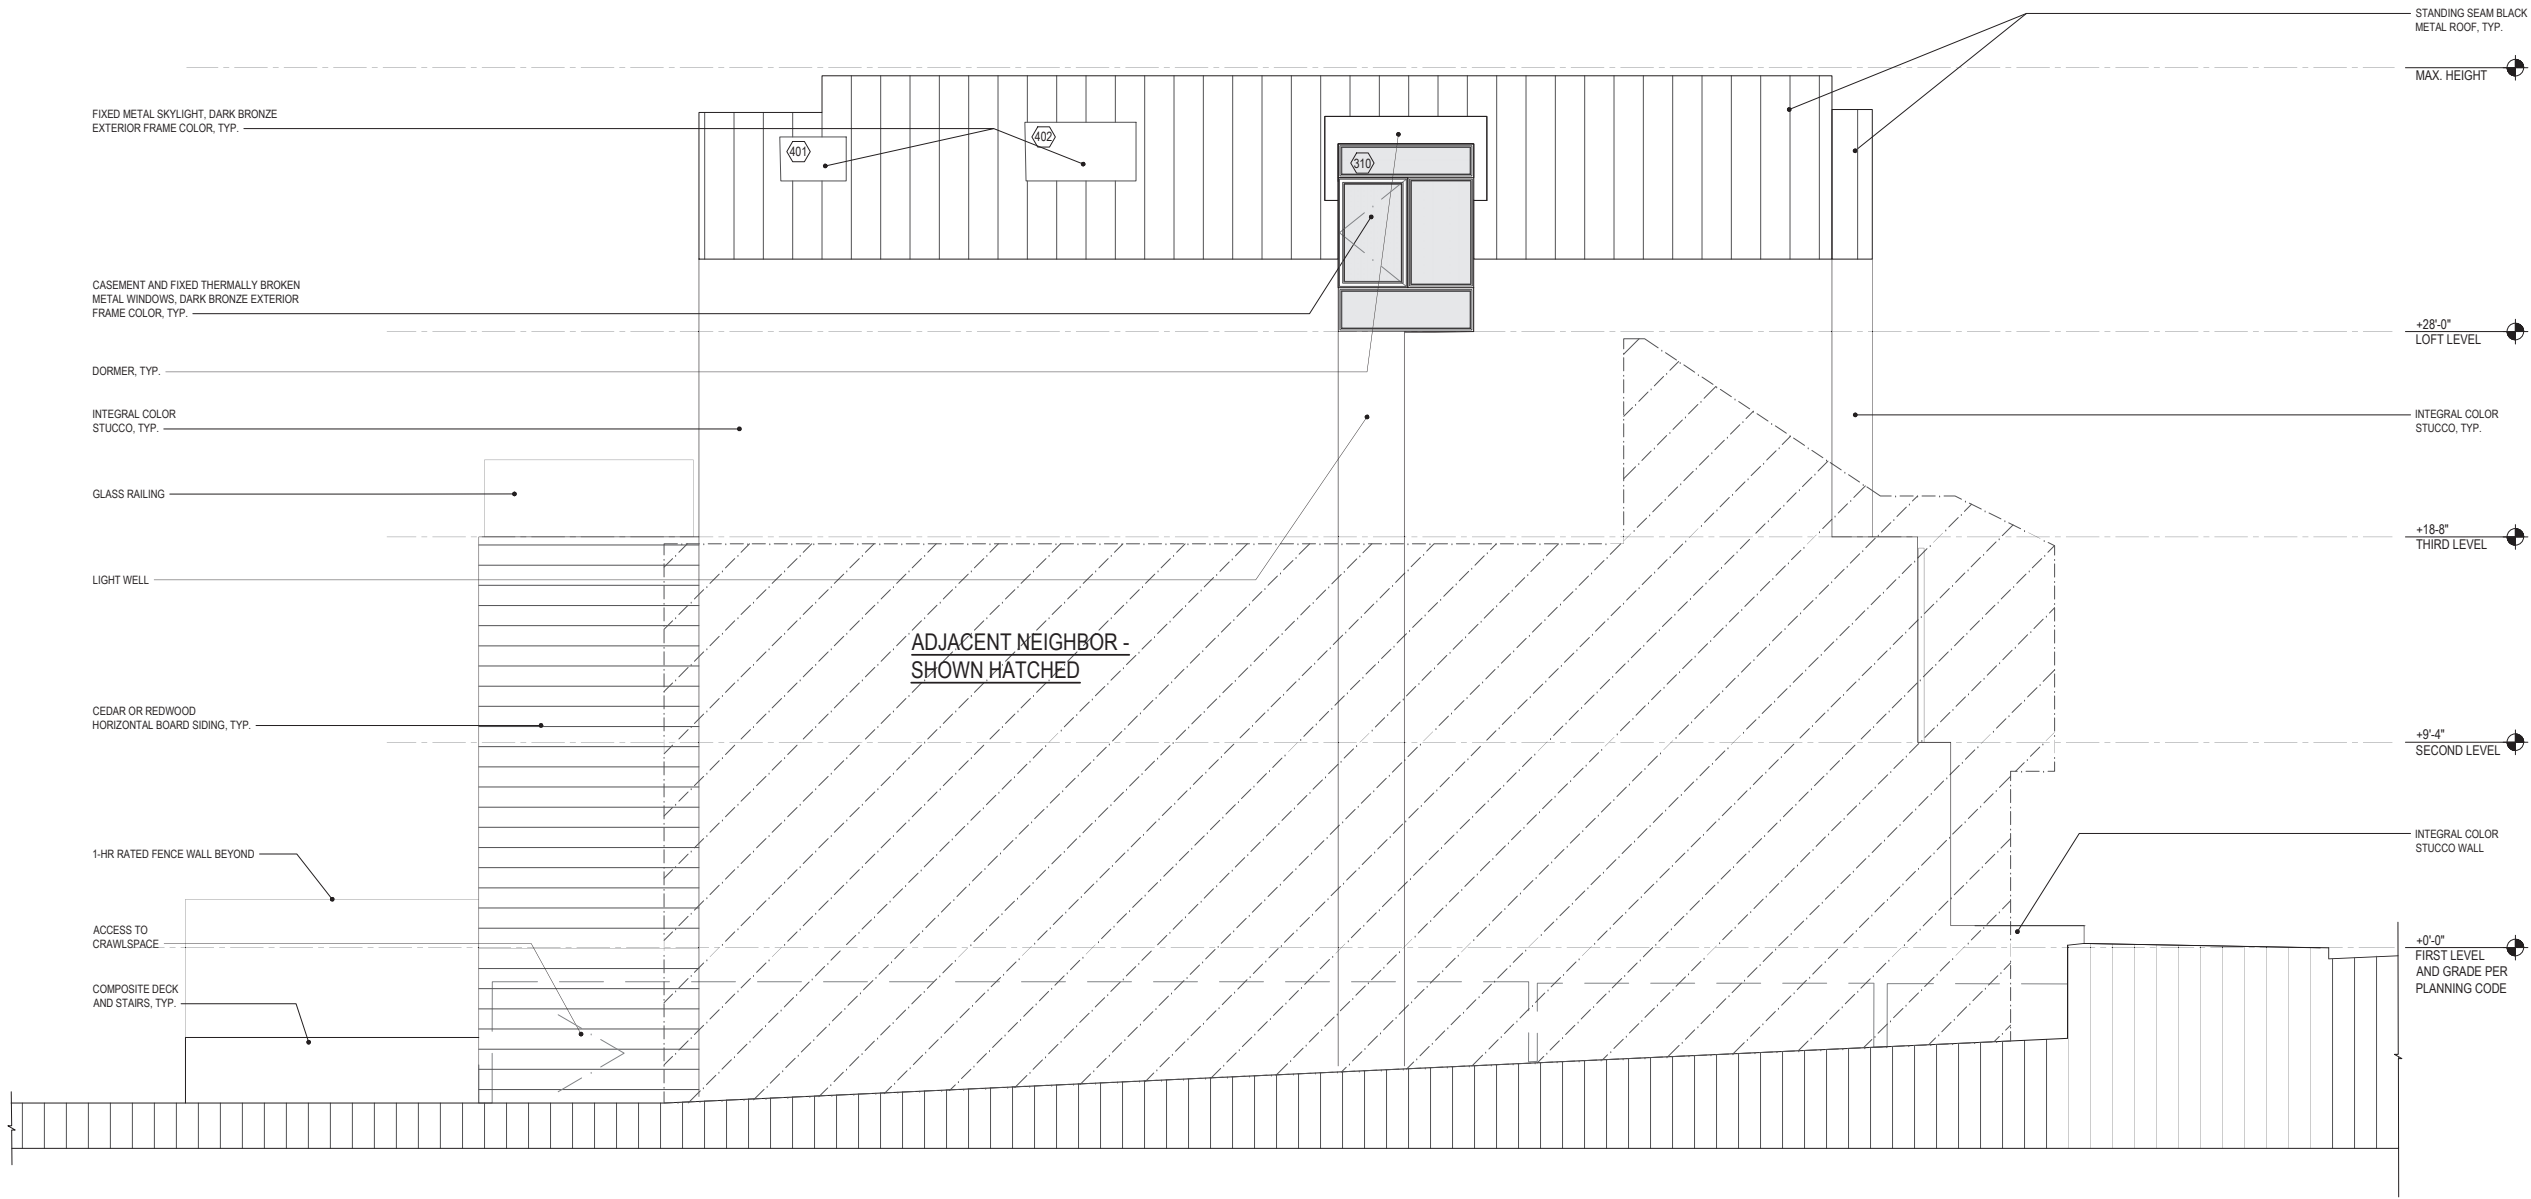 STANDING SEAM BLACK
METAL ROOF, TYP.
MAX. HEIGHT
FIXED METAL SKYLIGHT, DARK BRONZE
EXTERIOR FRAME COLOR, TYP.
401
402
310
CASEMENT AND FIXED THERMALLY BROKEN
METAL WINDOWS, DARK BRONZE EXTERIOR
FRAME COLOR, TYP.
+28'-0"
LOFT LEVEL
DORMER, TYP.
INTEGRAL COLOR
STUCCO, TYP.
INTEGRAL COLOR
STUCCO, TYP.
GLASS RAILING
+18-8"
THIRD LEVEL
LIGHT WELL
ADJACENT NEIGHBOR -
SHOWN HATCHED
CEDAR OR REDWOOD
HORIZONTAL BOARD SIDING, TYP.
+9'-4"
SECOND LEVEL
INTEGRAL COLOR
STUCCO WALL
1-HR RATED FENCE WALL BEYOND
ACCESS TO
CRAWLSPACE
+0'-0"
FIRST LEVEL
AND GRADE PER
PLANNING CODE
COMPOSITE DECK
AND STAIRS, TYP.